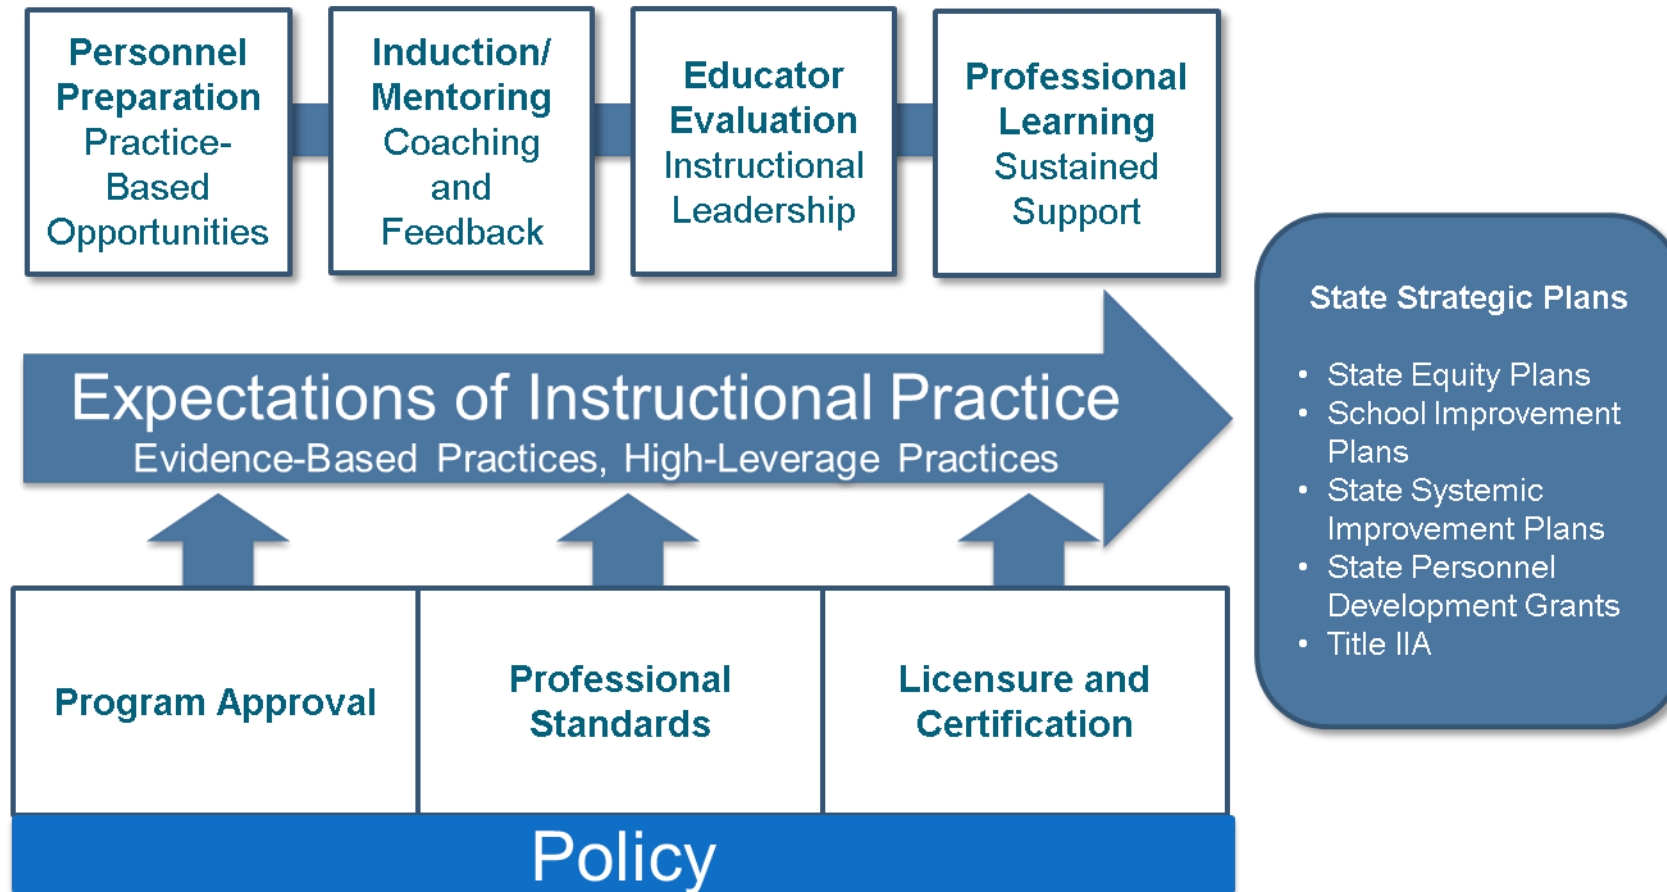 Personnel
Preparation
Practice-
Based
Opportunities
Induction/
Mentoring
Coaching
and
Feedback
Educator
Evaluation
Instructional
Leadership
Professional
Learning
Sustained
Support
Expectations of Instructional Practice
Evidence-Based Practices, High-Leverage Practices
Program Approval
Professional
Standards
Licensure and
Certification
Policy
State Strategic Plans
• State Equity Plans
• School Improvement
Plans
• State Systemic
Improvement Plans
• State Personnel
Development Grants
• Title IIA